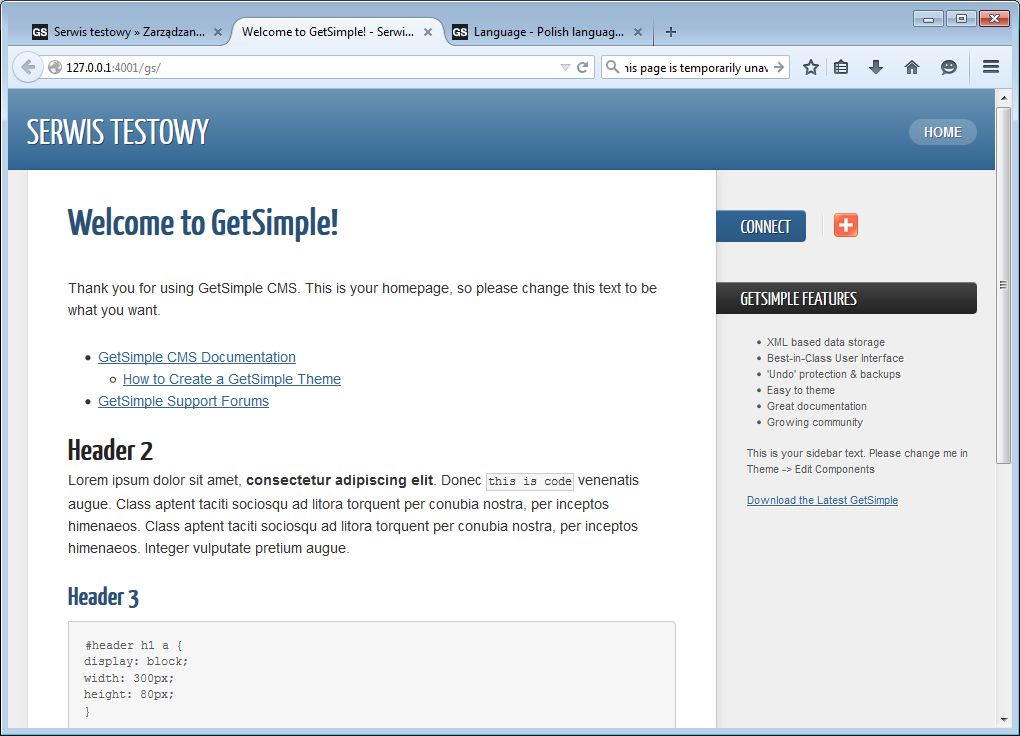 GS Serwis testowy » Zarządzan...
Welcome to GetSimple! - Serwi...
GS Language - Polish languag...
127.0.0.1:4001/gs/
his page is temporarily unav
SERWIS TESTOWY
HOME
Welcome to GetSimple!
Thank you for using GetSimple CMS. This is your homepage, so please change this text to be
what you want.
GetSimple CMS Documentation
How to Create a GetSimple Theme
GetSimple Support Forums
Header 2
Lorem ipsum dolor sit amet, consectetur adipiscing elit. Donec this is code venenatis
augue. Class aptent taciti sociosqu ad litora torquent per conubia nostra, per inceptos
himenaeos. Class aptent taciti sociosqu ad litora torquent per conubia nostra, per inceptos
himenaeos. Integer vulputate pretium augue.
Header 3
#header h1 a {
display: block;
width: 300px;
height: 80px;
}
CONNECT
GETSIMPLE FEATURES
XML based data storage
Best-in-Class User Interface
'Undo' protection & backups
Easy to theme
Great documentation
Growing community
This is your sidebar text. Please change me in
Theme -> Edit Components
Download the Latest GetSimple